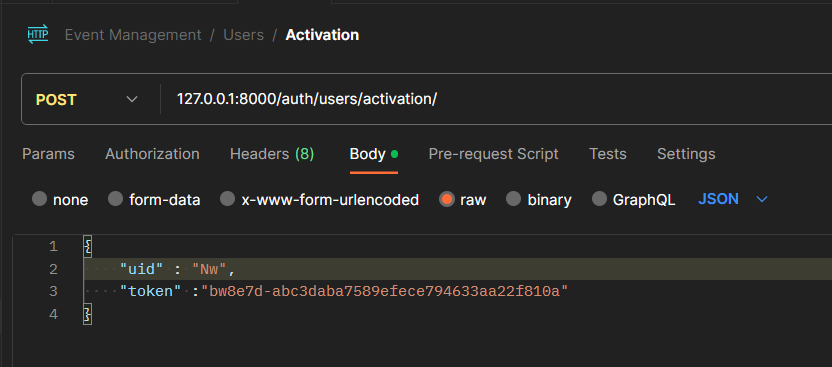 HTTP Event Management / Users / Activation
POST 127.0.0.1:8000/auth/users/activation/
Params Authorization Headers (8) Body Pre-request Script Tests Settings
none form-data x-www-form-urlencoded raw binary GraphQL JSON
1 {
2 "uid" : "Nw",
3 "token" :"bw8e7d-abc3daba7589efece794633aa22f810a"
4 }